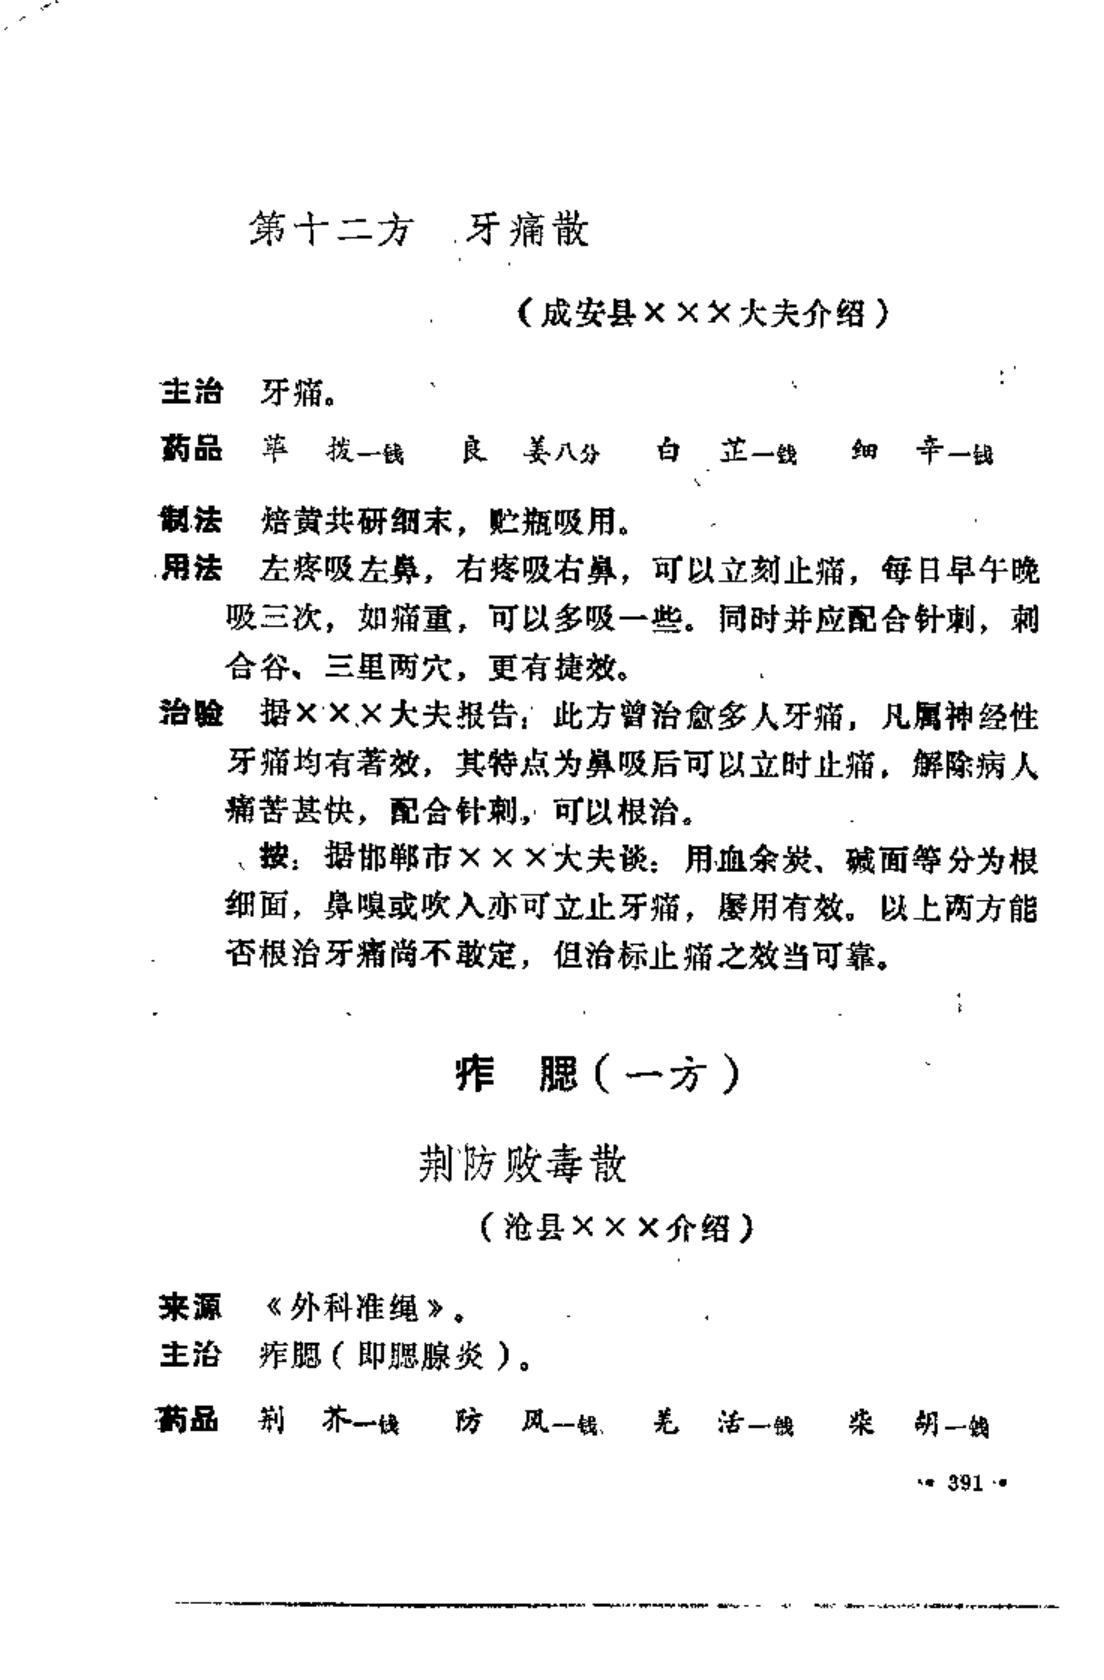 第十二方　牙痛散
（成安县×××大夫介绍）
主治　牙痛。
药品　荜　拨一钱　良　姜八分　白　芷一钱　细　辛一钱
制法　焙黄共研细末，贮瓶吸用。
用法　左疼吸左鼻，右疼吸右鼻，可以立刻止痛，每日早午晚
吸三次，如痛重，可以多吸一些。同时并应配合针刺，刺
合谷、三里两穴，更有捷效。
治验　据×××大夫报告：此方曾治愈多人牙痛，凡属神经性
牙痛均有著效，其特点为鼻吸后可以立时止痛，解除病人
痛苦甚快，配合针刺，可以根治。
按：据邯郸市×××大夫谈：用血余炭、碱面等分为根
细面，鼻嗅或吹入亦可立止牙痛，屡用有效。以上两方能
否根治牙痛尚不敢定，但治标止痛之效当可靠。
痄　腮（一方）
荆防败毒散
（沧县×××介绍）
来源　《外科准绳》。
主治　痄腮（即腮腺炎）。
药品　荆　芥一钱　防　风一钱　羌　活一钱　柴　胡一钱
• 391 •